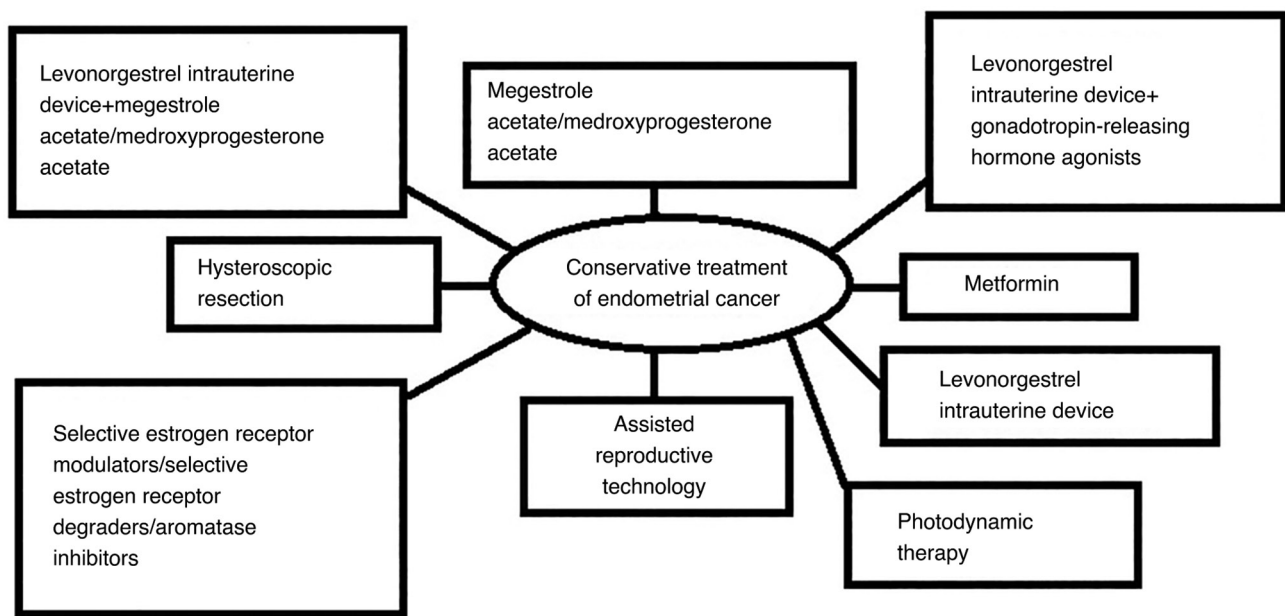 Levonorgestrel intrauterine
device+megestrole
acetate/medroxyprogesterone
acetate
Megestrole
acetate/medroxyprogesterone
acetate
Levonorgestrel
intrauterine device+
gonadotropin-releasing
hormone agonists
Hysteroscopic
resection
Conservative treatment
of endometrial cancer
Metformin
Levonorgestrel
intrauterine device
Selective estrogen receptor
modulators/selective
estrogen receptor
degraders/aromatase
inhibitors
Assisted
reproductive
technology
Photodynamic
therapy